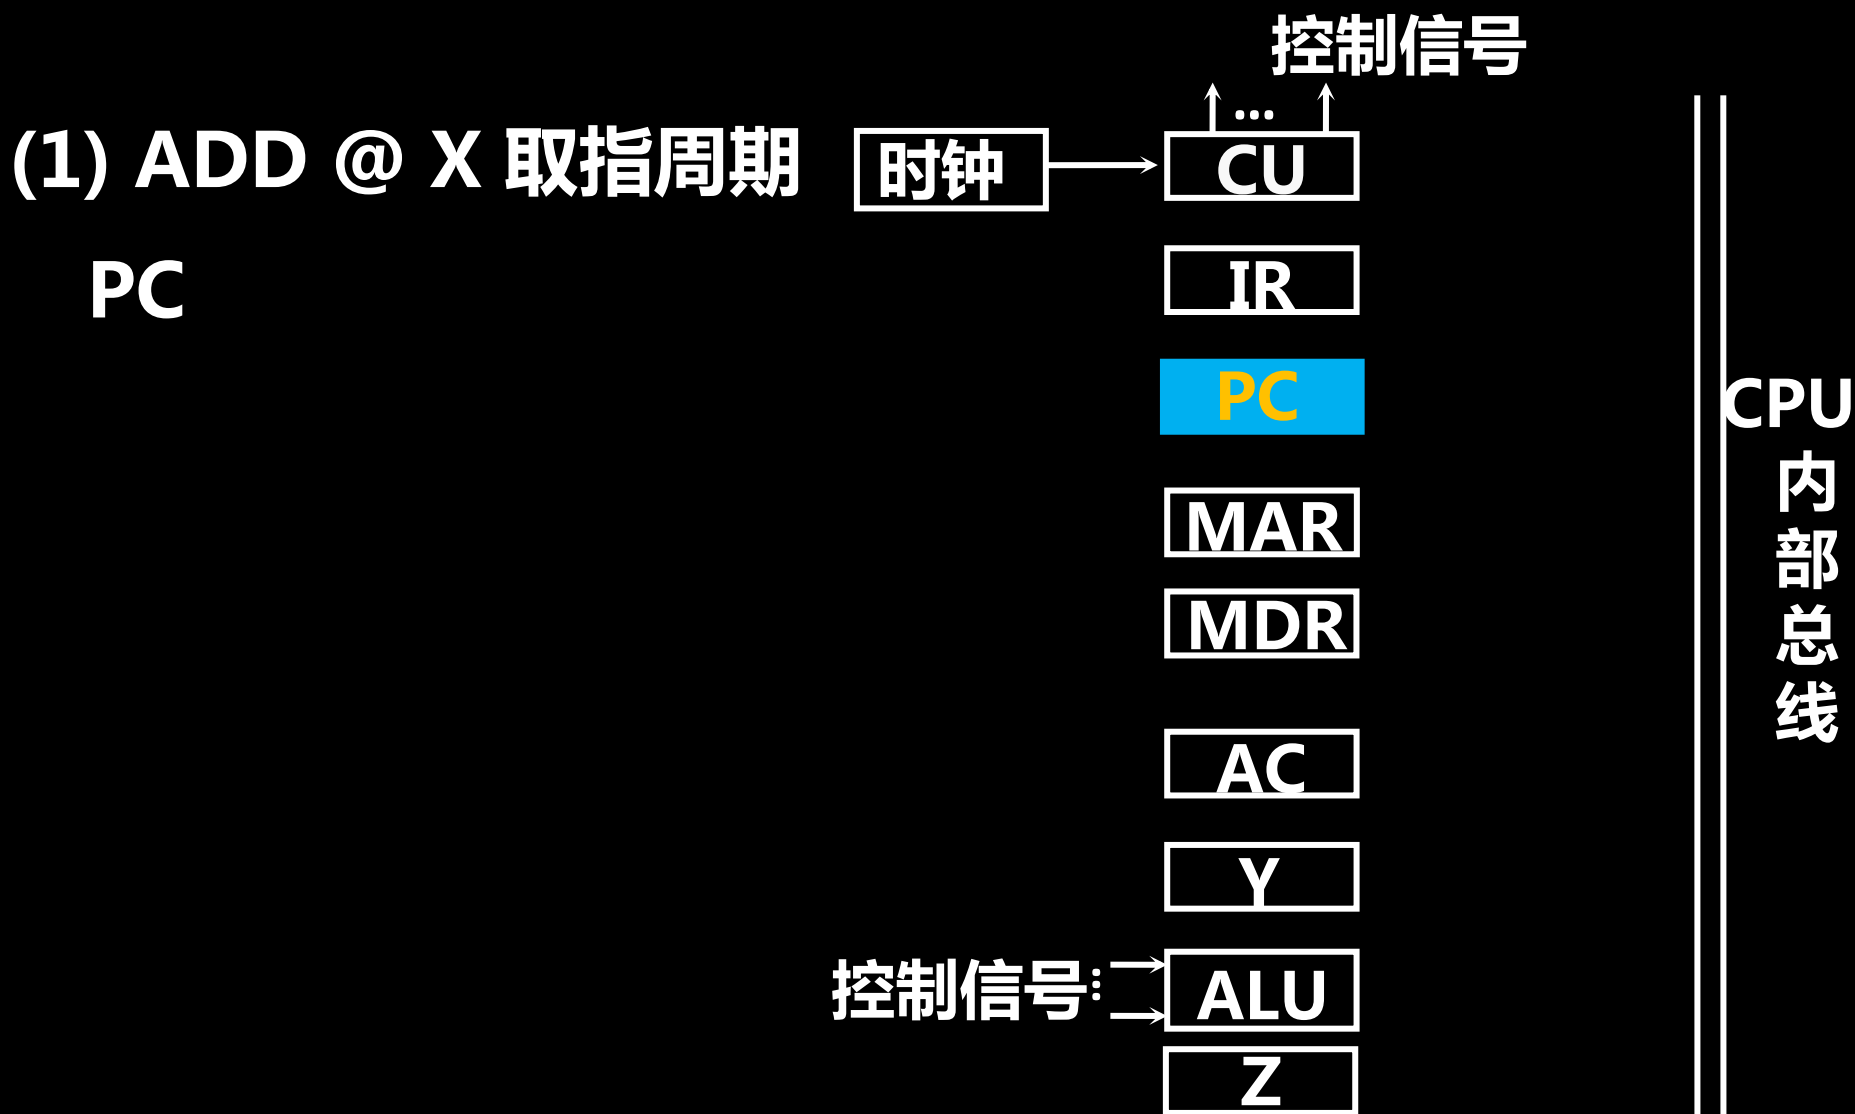 控制信号
...
(1) ADD @ X 取指周期
时钟
CU
PC
IR
PC
CPU
内
部
总
线
MAR
MDR
AC
Y
控制信号
...
ALU
Z